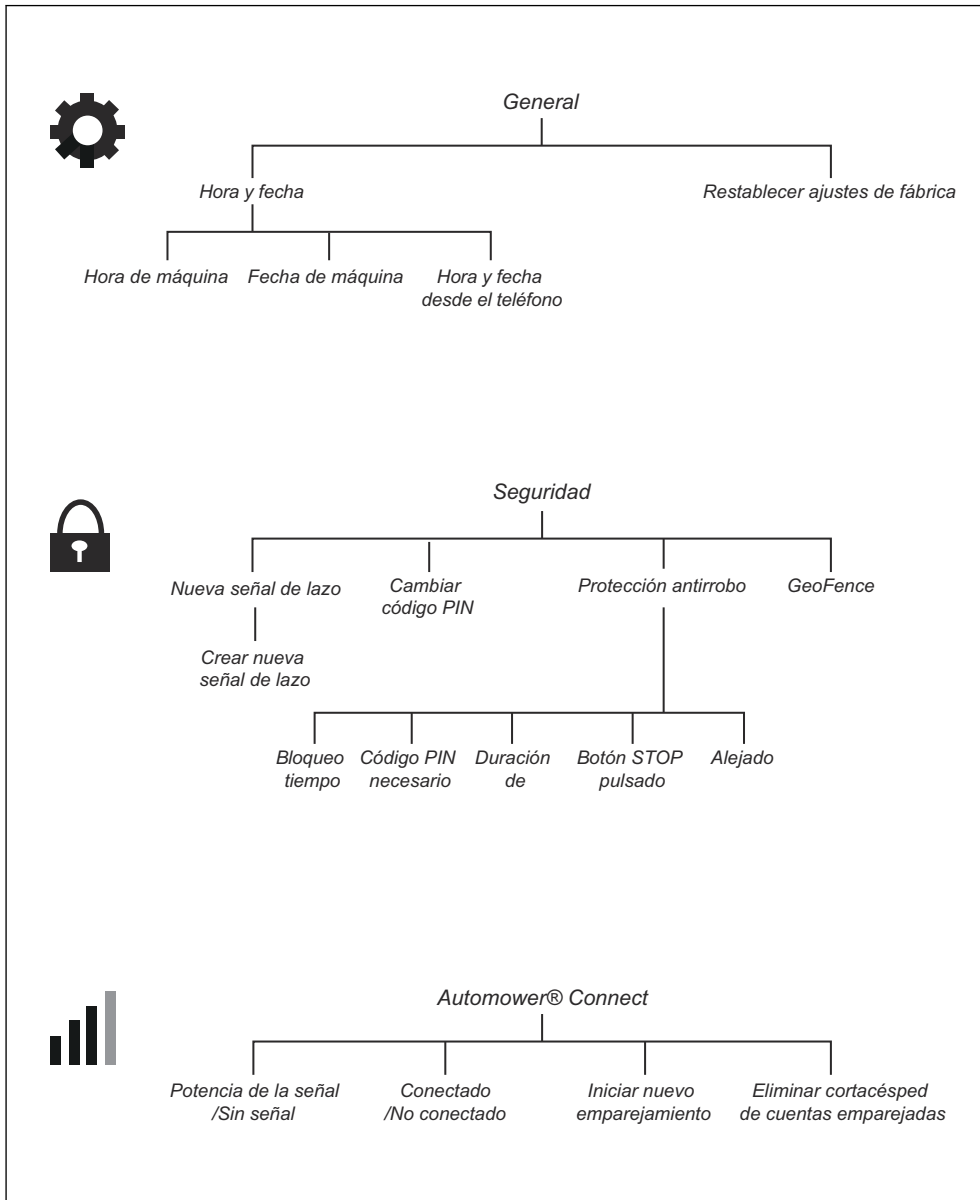 General
Hora y fecha
Restablecer ajustes de fábrica
Hora de máquina
Fecha de máquina
Hora y fecha
desde el teléfono
Seguridad
Nueva señal de lazo
Cambiar
código PIN
Protección antirrobo
GeoFence
Crear nueva
señal de lazo
Bloqueo
tiempo
Código PIN
necesario
Duración
de
Botón STOP
pulsado
Alejado
Automower® Connect
Potencia de la señal
/Sin señal
Conectado
/No conectado
Iniciar nuevo
emparejamiento
Eliminar cortacésped
de cuentas emparejadas